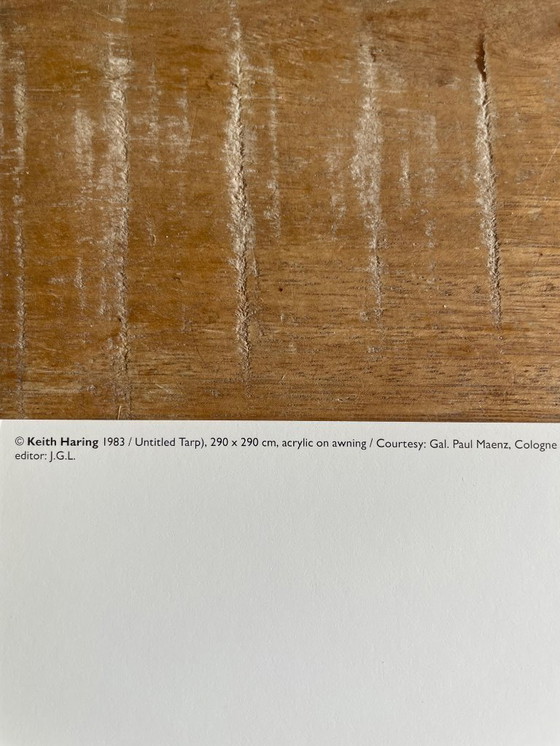 © Keith Haring 1983 / Untitled Tarp), 290 x 290 cm, acrylic on awning / Courtesy: Gal. Paul Maenz, Cologne
editor: J.G.L.